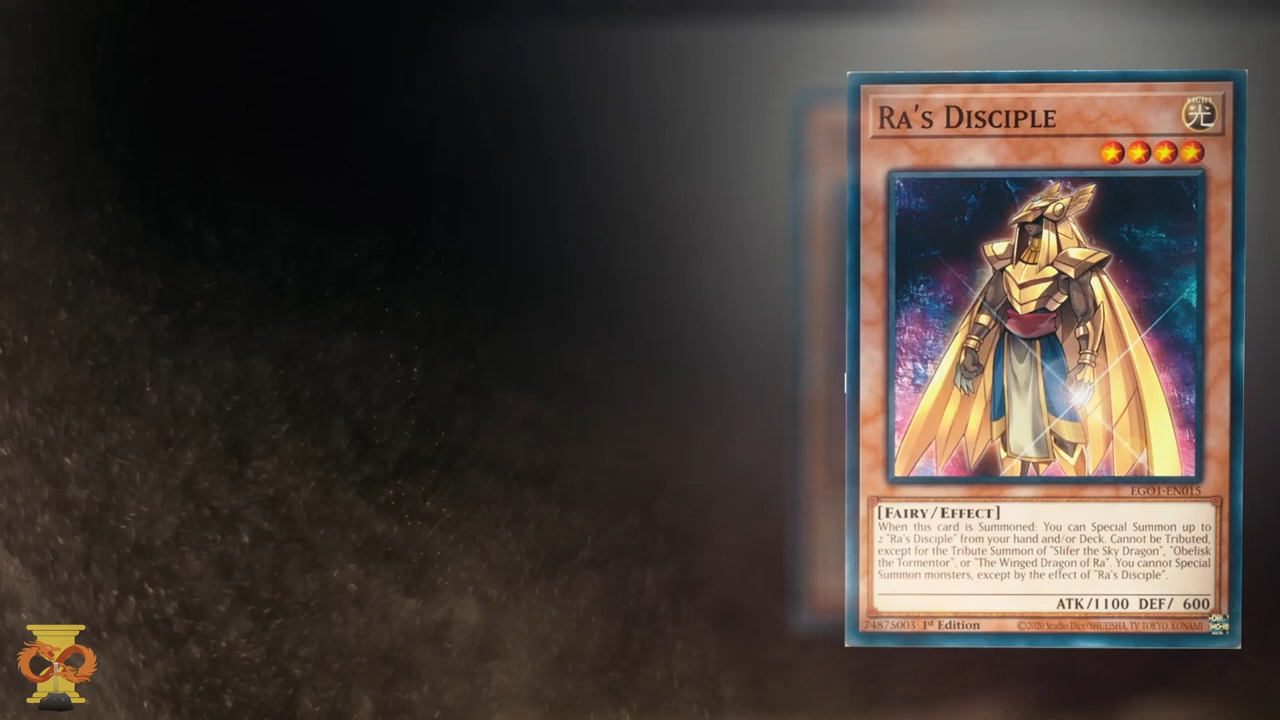 Ra's Disciple
光
EGO1-EN015
[Fairy/Effect]
When this card is Summoned: You can Special Summon up to
2 "Ra's Disciple" from your hand and/or Deck. Cannot be Tributed,
except for the Tribute Summon of "Slifer the Sky Dragon", "Obelisk
the Tormentor", or "The Winged Dragon of Ra". You cannot Special
Summon monsters, except by the effect of "Ra's Disciple".
ATK/1100 DEF/ 600
74875003 1st Edition ©2020 Studio Dice/SHUEISHA, TV TOKYO, KONAMI